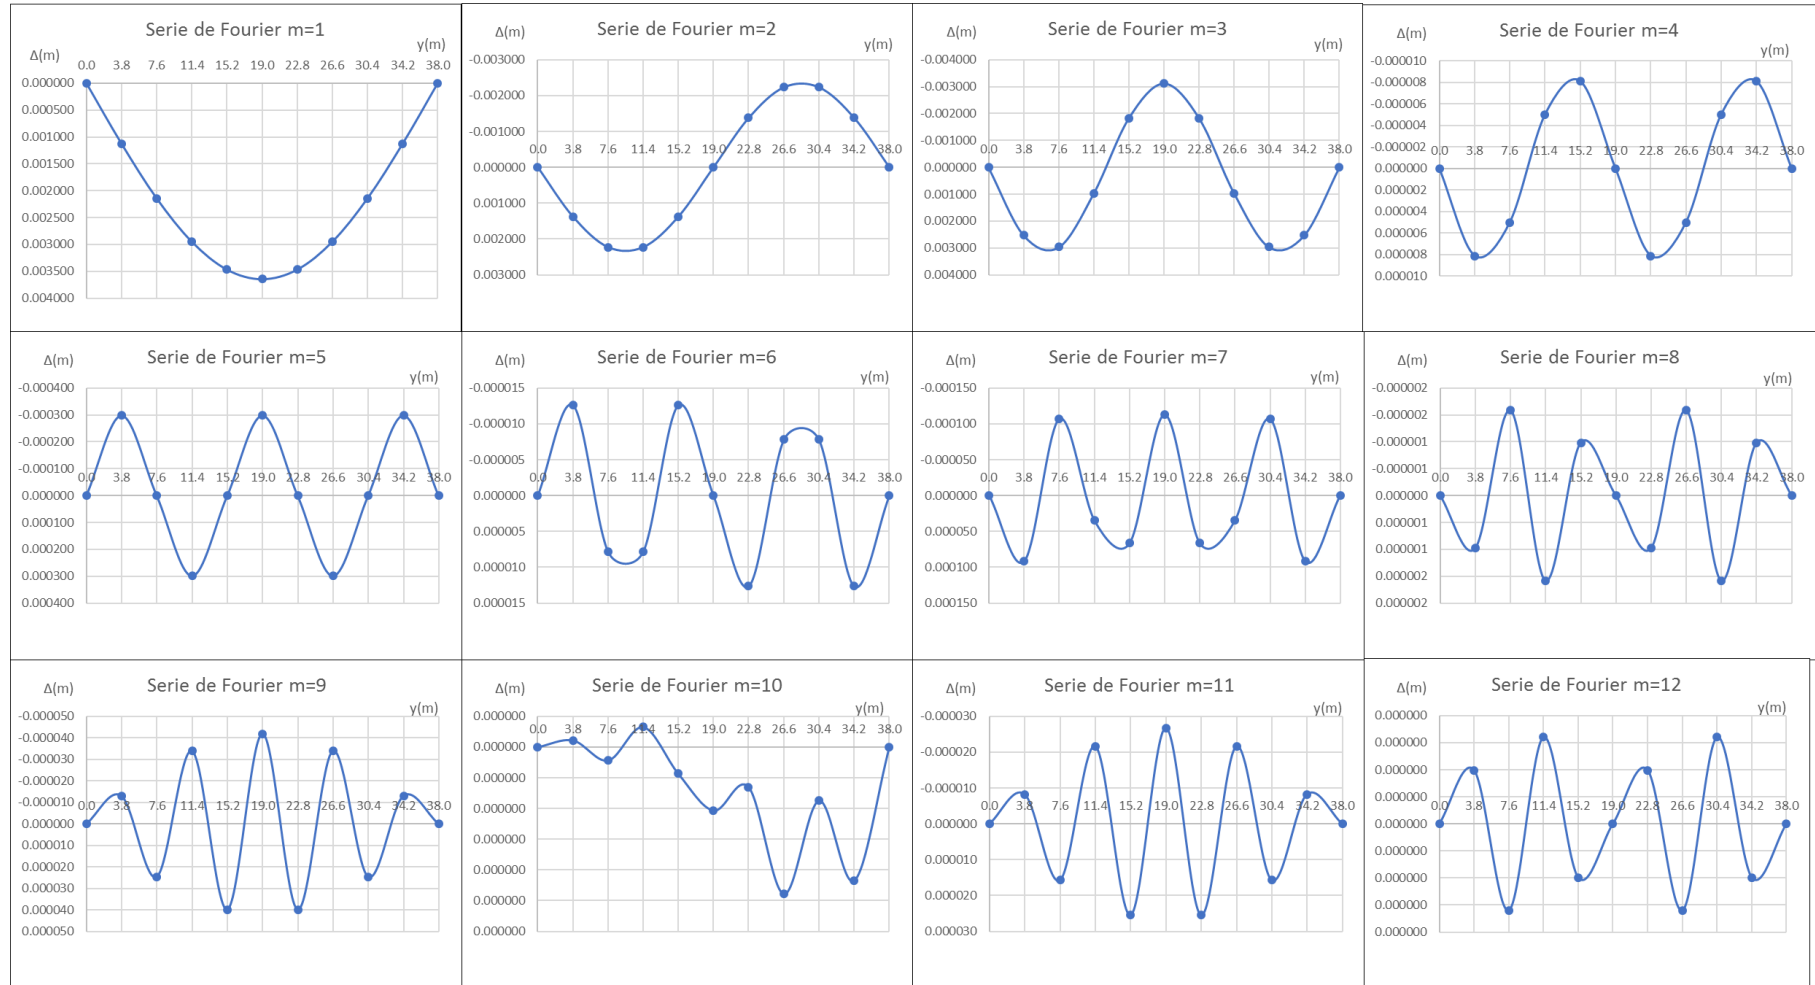 Serie de Fourier m=1
Δ(m)
y(m)
0.0 3.8 7.6 11.4 15.2 19.0 22.8 26.6 30.4 34.2 38.0
0.000000
0.000500
0.001000
0.001500
0.002000
0.002500
0.003000
0.003500
0.004000
Serie de Fourier m=2
Δ(m)
y(m)
-0.003000
-0.002000
-0.001000
0.0 3.8 7.6 11.4 15.2 19.0 22.8 26.6 30.4 34.2 38.0
0.000000
0.001000
0.002000
0.003000
Serie de Fourier m=3
Δ(m)
y(m)
-0.004000
-0.003000
-0.002000
-0.001000
0.0 3.8 7.6 11.4 15.2 19.0 22.8 26.6 30.4 34.2 38.0
0.000000
0.001000
0.002000
0.003000
0.004000
Serie de Fourier m=4
Δ(m)
y(m)
-0.000010
-0.000008
-0.000006
-0.000004
-0.000002
0.0 3.8 7.6 11.4 15.2 19.0 22.8 26.6 30.4 34.2 38.0
0.000000
0.000002
0.000004
0.000006
0.000008
0.000010
Serie de Fourier m=5
Δ(m)
y(m)
-0.000400
-0.000300
-0.000200
-0.000100
0.0 3.8 7.6 11.4 15.2 19.0 22.8 26.6 30.4 34.2 38.0
0.000000
0.000100
0.000200
0.000300
0.000400
Serie de Fourier m=6
Δ(m)
y(m)
-0.000015
-0.000010
-0.000005
0.0 3.8 7.6 11.4 15.2 19.0 22.8 26.6 30.4 34.2 38.0
0.000000
0.000005
0.000010
0.000015
Serie de Fourier m=7
Δ(m)
y(m)
-0.000150
-0.000100
-0.000050
0.0 3.8 7.6 11.4 15.2 19.0 22.8 26.6 30.4 34.2 38.0
0.000000
0.000050
0.000100
0.000150
Serie de Fourier m=8
Δ(m)
y(m)
-0.000002
-0.000002
-0.000001
-0.000001
0.0 3.8 7.6 11.4 15.2 19.0 22.8 26.6 30.4 34.2 38.0
0.000000
0.000001
0.000001
0.000002
0.000002
Serie de Fourier m=9
Δ(m)
y(m)
-0.000050
-0.000040
-0.000030
-0.000020
-0.000010
0.0 3.8 7.6 11.4 15.2 19.0 22.8 26.6 30.4 34.2 38.0
0.000000
0.000010
0.000020
0.000030
0.000040
0.000050
Serie de Fourier m=10
Δ(m)
y(m)
0.000000
0.0 3.8 7.6 11.4 15.2 19.0 22.8 26.6 30.4 34.2 38.0
0.000000
0.000000
0.000000
0.000000
0.000000
0.000000
0.000000
Serie de Fourier m=11
Δ(m)
y(m)
-0.000030
-0.000020
-0.000010
0.0 3.8 7.6 11.4 15.2 19.0 22.8 26.6 30.4 34.2 38.0
0.000000
0.000010
0.000020
0.000030
Serie de Fourier m=12
Δ(m)
y(m)
0.000000
0.000000
0.000000
0.000000
0.0 3.8 7.6 11.4 15.2 19.0 22.8 26.6 30.4 34.2 38.0
0.000000
0.000000
0.000000
0.000000
0.000000